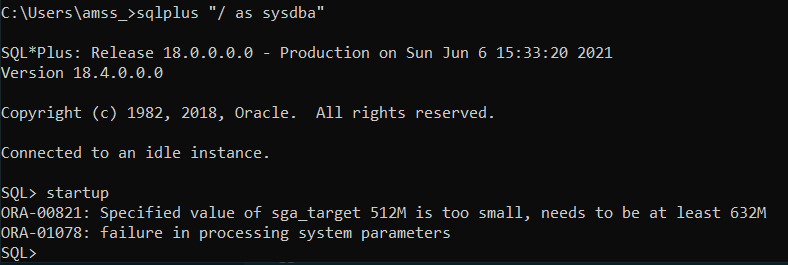 C:\Users\amss_>sqlplus "/ as sysdba"
SQL*Plus: Release 18.0.0.0.0 - Production on Sun Jun 6 15:33:20 2021
Version 18.4.0.0.0
Copyright (c) 1982, 2018, Oracle.  All rights reserved.
Connected to an idle instance.
SQL> startup
ORA-00821: Specified value of sga_target 512M is too small, needs to be at least 632M
ORA-01078: failure in processing system parameters
SQL>